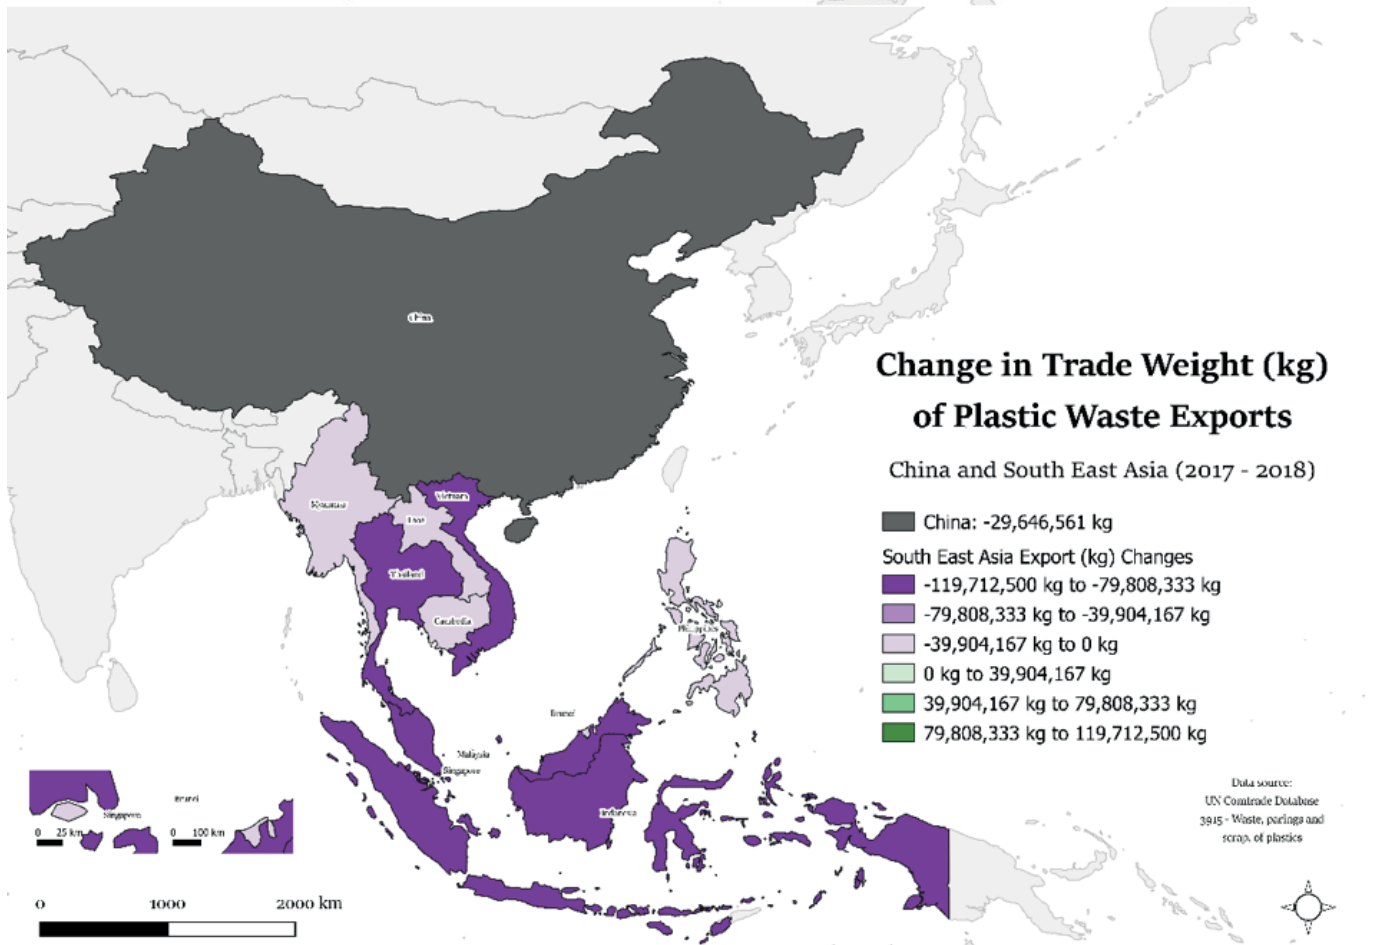 China
Myanmar
Vietnam
Laos
Thailand
Cambodia
Philippines
Brunei
Malaysia
Singapore
Indonesia
Change in Trade Weight (kg)
of Plastic Waste Exports
China and South East Asia (2017 - 2018)
China: -29,646,561 kg
South East Asia Export (kg) Changes
-119,712,500 kg to -79,808,333 kg
-79,808,333 kg to -39,904,167 kg
-39,904,167 kg to 0 kg
0 kg to 39,904,167 kg
39,904,167 kg to 79,808,333 kg
79,808,333 kg to 119,712,500 kg
Data source:
UN Comtrade Database
3915 - Waste, parings and
scrap, of plastics
Singapore
0 25 km
Brunei
0 100 km
0 1000 2000 km